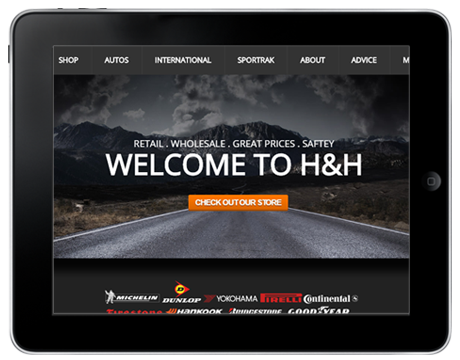 SHOP AUTOS INTERNATIONAL SPORTRAK ABOUT ADVICE M
RETAIL . WHOLESALE . GREAT PRICES . SAFTEY
WELCOME TO H&H
CHECK OUT OUR STORE
MICHELIN DUNLOP YOKOHAMA PIRELLI Continental
Firestone HANKOOK BRIDGESTONE GOODYEAR